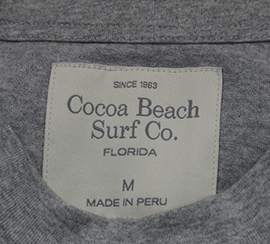 SINCE 1963
Cocoa Beach
Surf Co.
FLORIDA
M
MADE IN PERU